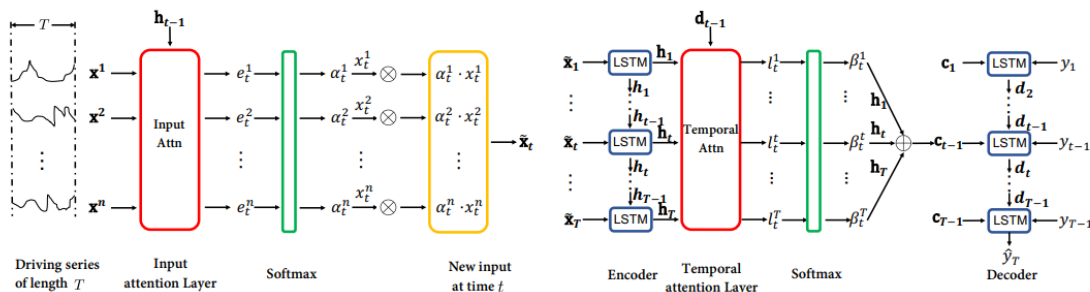 T
𝐡_{t−1}
𝐱^1
Input
Attn
e_t^1
α_t^1
x_t^1
⊗
α_t^1 · x_t^1
𝐱^2
e_t^2
α_t^2
x_t^2
⊗
α_t^2 · x_t^2
⋮
𝐱̃_t
𝐱^n
e_t^n
α_t^n
x_t^n
⊗
α_t^n · x_t^n
Driving series
of length T
Input
attention Layer
Softmax
New input
at time t
𝐝_{t−1}
𝐱̃_1
LSTM
𝐡_1
l_t^1
β_t^1
𝐡_1
𝒉_1
𝒉_{t−1}
𝐱̃_t
LSTM
𝐡_t
Temporal
Attn
l_t^t
β_t^t
𝐡_t
⊕
𝒉_t
𝒉_{T−1}
𝐱̃_T
LSTM
𝐡_T
l_t^T
β_t^T
𝐡_T
Encoder
Temporal
attention Layer
Softmax
𝐜_1
LSTM
y_1
𝒅_2
𝒅_{t−1}
𝐜_{t−1}
LSTM
y_{t−1}
𝒅_t
𝒅_{T−1}
𝐜_{T−1}
LSTM
y_{T−1}
ŷ_T
Decoder